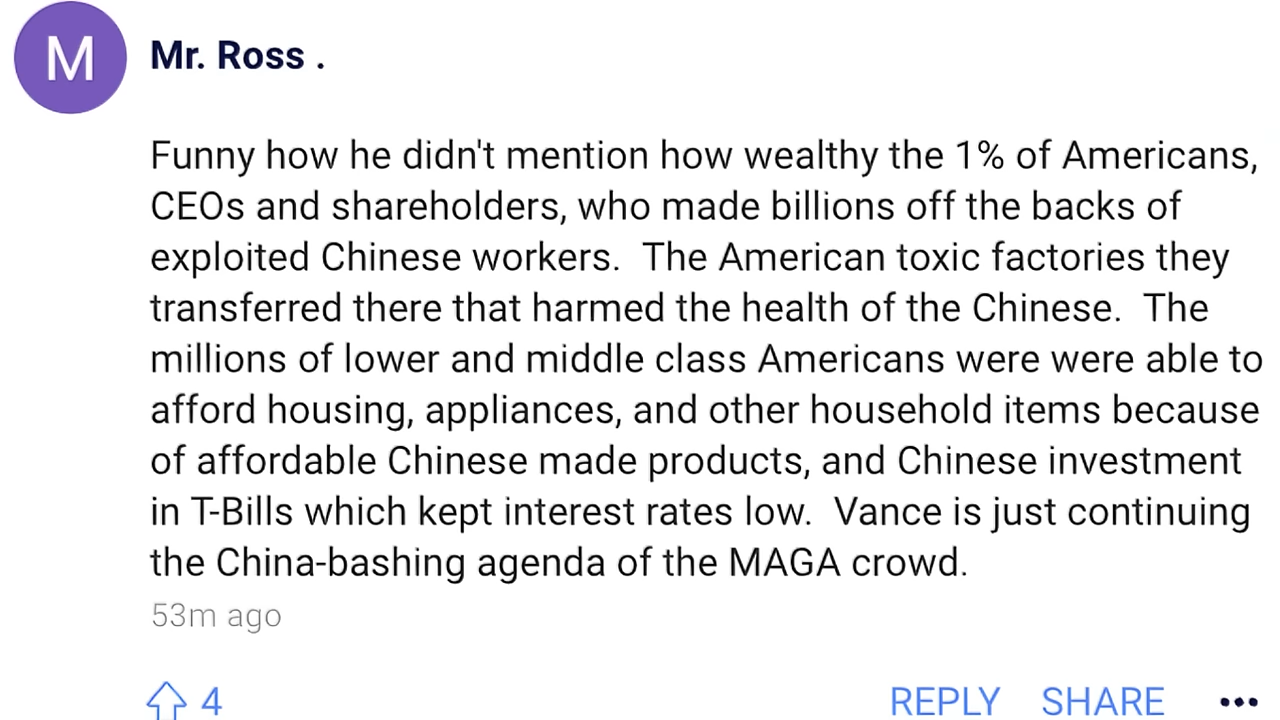 M
Mr. Ross .
Funny how he didn't mention how wealthy the 1% of Americans,
CEOs and shareholders, who made billions off the backs of
exploited Chinese workers.  The American toxic factories they
transferred there that harmed the health of the Chinese.  The
millions of lower and middle class Americans were were able to
afford housing, appliances, and other household items because
of affordable Chinese made products, and Chinese investment
in T-Bills which kept interest rates low.  Vance is just continuing
the China-bashing agenda of the MAGA crowd.
53m ago
4 REPLY SHARE